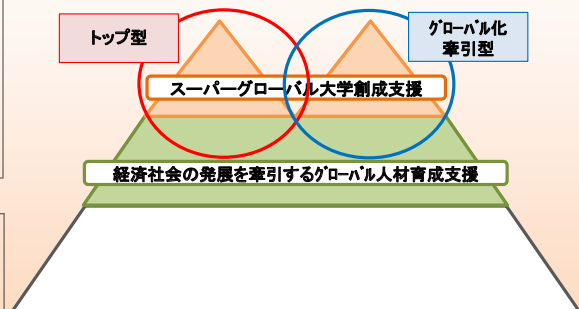 トップ型
グローバル化
牽引型
スーパーグローバル大学創成支援
経済社会の発展を牽引するグローバル人材育成支援